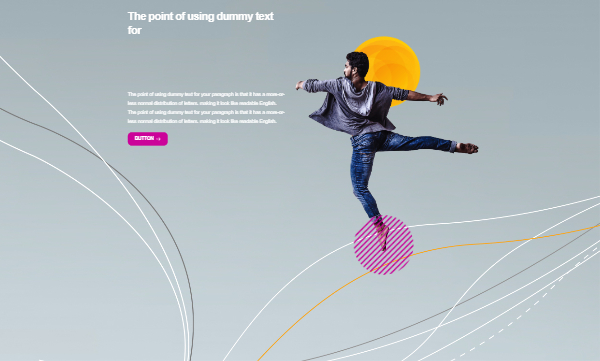 The point of using dummy text
for
The point of using dummy text for your paragraph is that it has a more-or-
less normal distribution of letters. making it look like readable English.
The point of using dummy text for your paragraph is that it has a more-or-
less normal distribution of letters. making it look like readable English.
BUTTON →